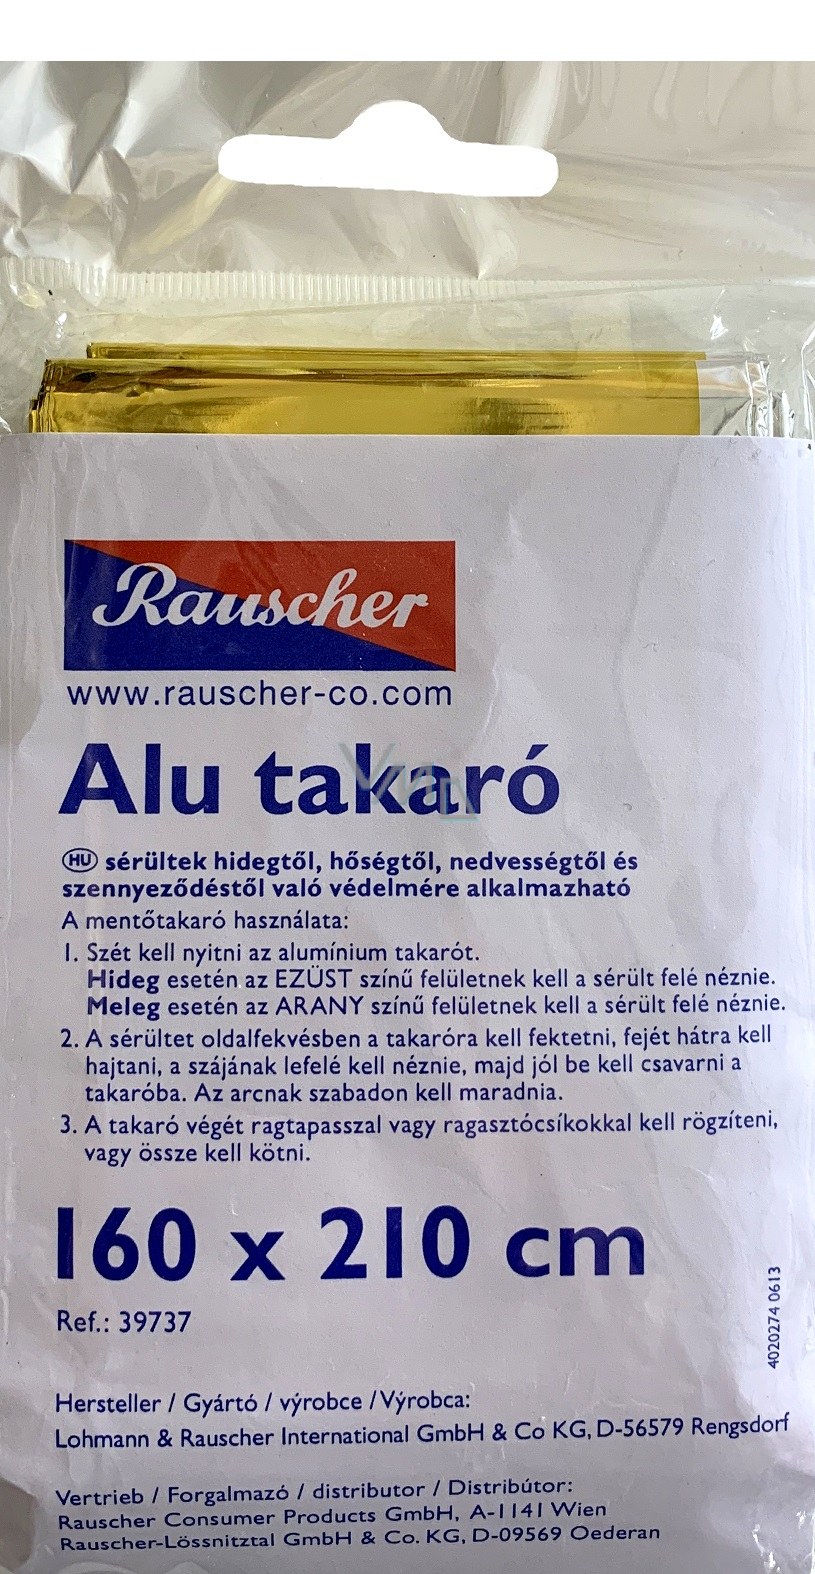 Rauscher
www.rauscher-co.com
Alu takaró
HU sérültek hidegtől, hőségtől, nedvességtől és
szennyeződéstől való védelmére alkalmazható
A mentőtakaró használata:
1. Szét kell nyitni az alumínium takarót.
Hideg esetén az EZÜST színű felületnek kell a sérült felé néznie.
Meleg esetén az ARANY színű felületnek kell a sérült felé néznie.
2. A sérültet oldalfekvésben a takaróra kell fektetni, fejét hátra kell
hajtani, a szájának lefelé kell néznie, majd jól be kell csavarni a
takaróba. Az arcnak szabadon kell maradnia.
3. A takaró végét ragtapasszal vagy ragasztócsíkokkal kell rögzíteni,
vagy össze kell kötni.
160 x 210 cm
Ref.: 39737
4020274 0613
Hersteller / Gyártó / výrobce / Výrobca:
Lohmann & Rauscher International GmbH & Co KG, D-56579 Rengsdorf
Vertrieb / Forgalmazó / distributor / Distribútor:
Rauscher Consumer Products GmbH, A-1141 Wien
Rauscher-Lössnitztal GmbH & Co. KG, D-09569 Oederan